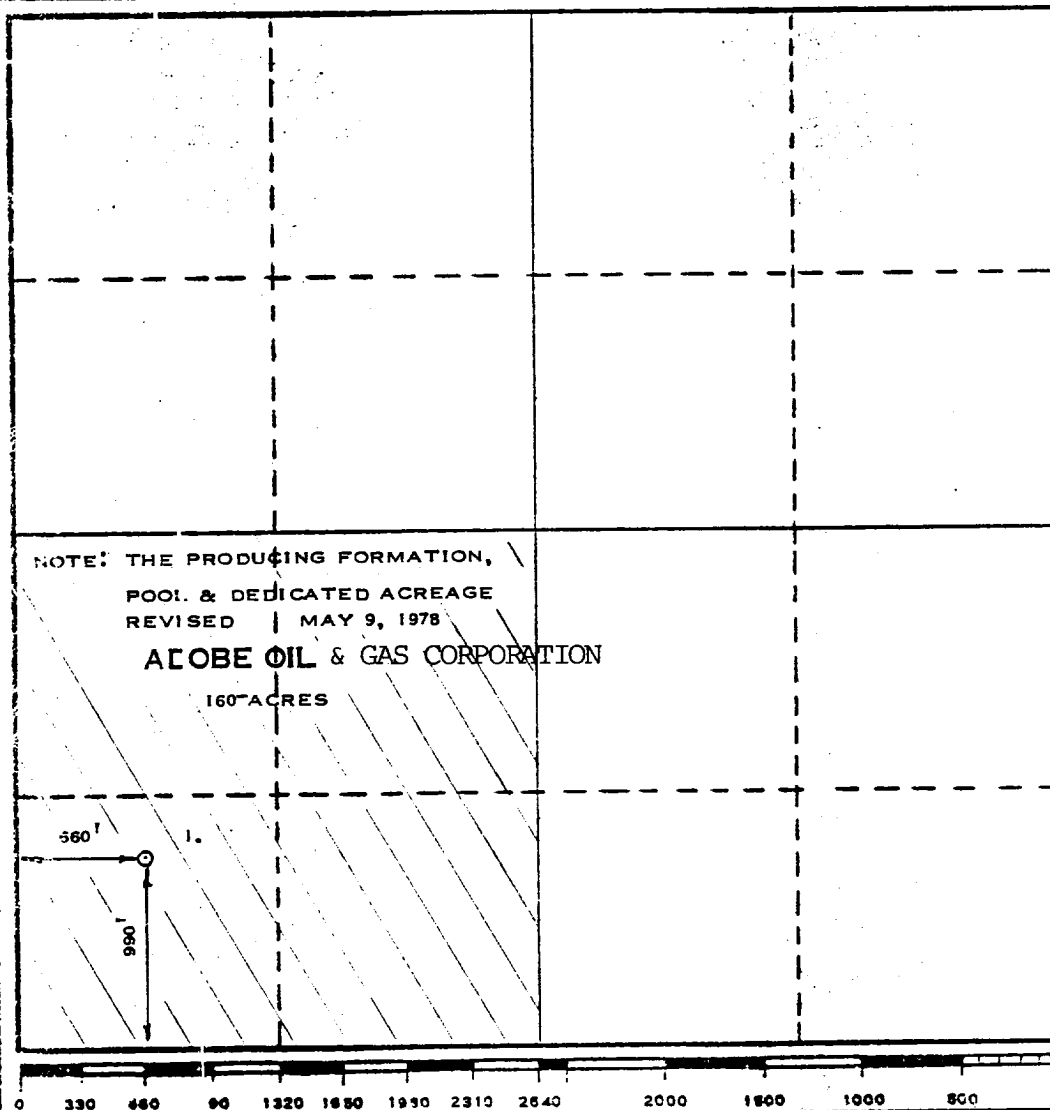 NOTE: THE PRODUCING FORMATION,
POOL & DEDICATED ACREAGE
REVISED MAY 9, 1978
ADOBE OIL & GAS CORPORATION
160 ACRES
660'
1.
990'
0 330 660 90 1320 1650 1980 2310 2640 2000 1500 1000 500